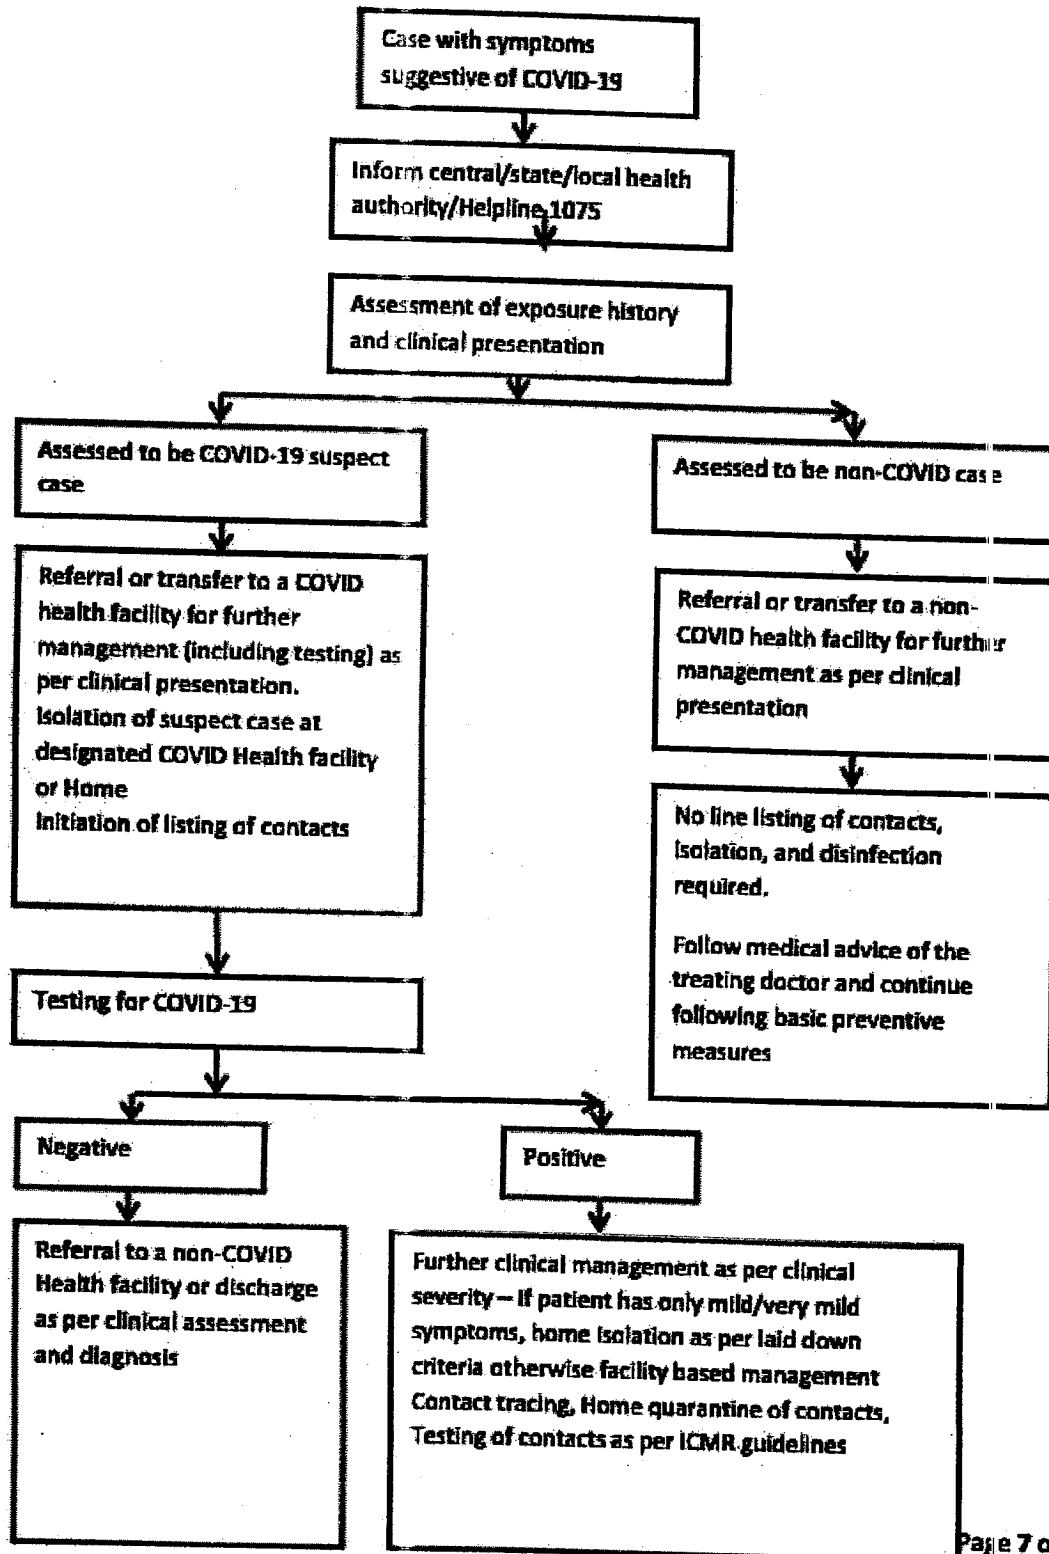 Case with symptoms
suggestive of COVID-19
Inform central/state/local health
authority/Helpline 1075
Assessment of exposure history
and clinical presentation
Assessed to be COVID-19 suspect
case
Assessed to be non-COVID case
Referral or transfer to a COVID
health facility for further
management (including testing) as
per clinical presentation.
Isolation of suspect case at
designated COVID Health facility
or Home
Initiation of listing of contacts
Referral or transfer to a non-
COVID health facility for further
management as per clinical
presentation
No line listing of contacts,
isolation, and disinfection
required.
Follow medical advice of the
treating doctor and continue
following basic preventive
measures
Testing for COVID-19
Negative
Positive
Referral to a non-COVID
Health facility or discharge
as per clinical assessment
and diagnosis
Further clinical management as per clinical
severity – If patient has only mild/very mild
symptoms, home isolation as per laid down
criteria otherwise facility based management
Contact tracing, Home quarantine of contacts,
Testing of contacts as per ICMR guidelines
Page 7 o